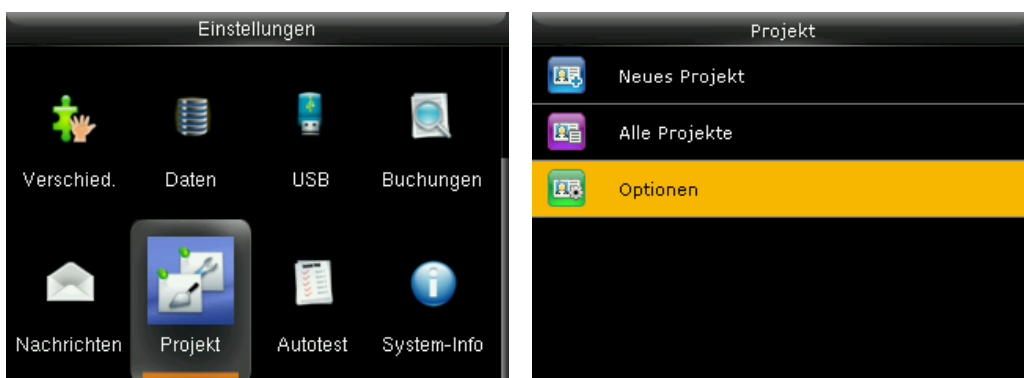 Einstellungen
Verschied. Daten USB Buchungen
Nachrichten Projekt Autotest System-Info
Projekt
Neues Projekt
Alle Projekte
Optionen